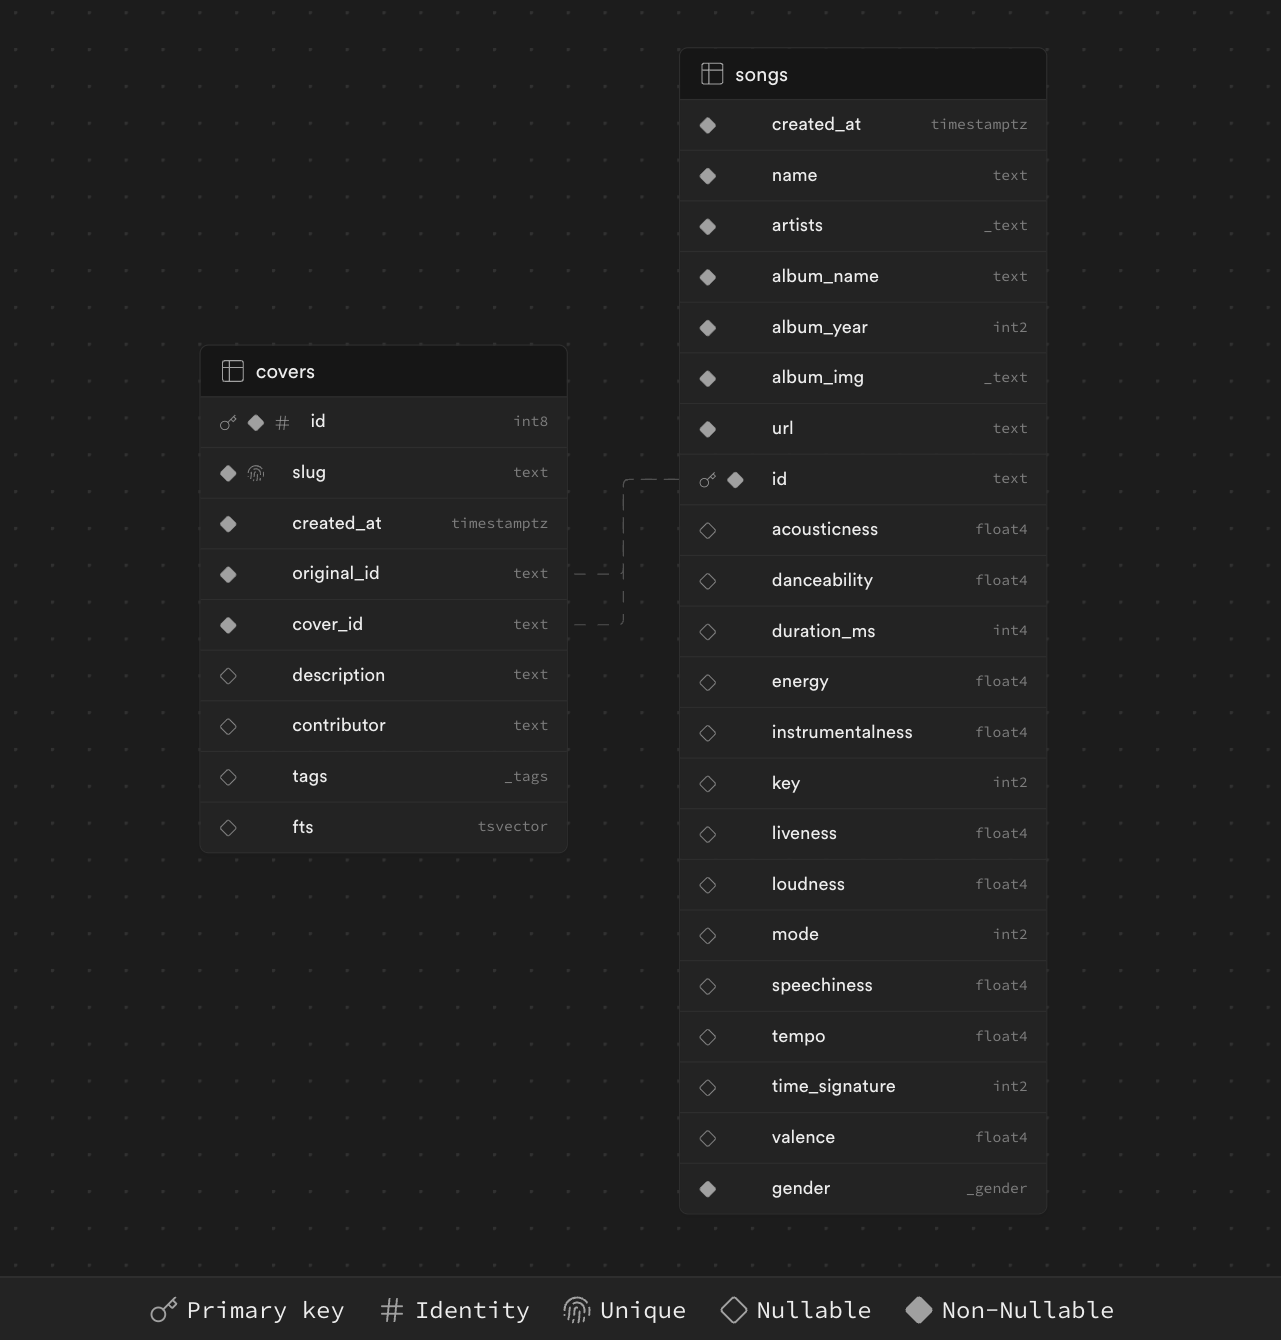 songs
created_at timestamptz
name text
artists _text
album_name text
album_year int2
album_img _text
url text
id text
acousticness float4
danceability float4
duration_ms int4
energy float4
instrumentalness float4
key int2
liveness float4
loudness float4
mode int2
speechiness float4
tempo float4
time_signature int2
valence float4
gender _gender
covers
# id int8
slug text
created_at timestamptz
original_id text
cover_id text
description text
contributor text
tags _tags
fts tsvector
Primary key # Identity Unique Nullable Non-Nullable